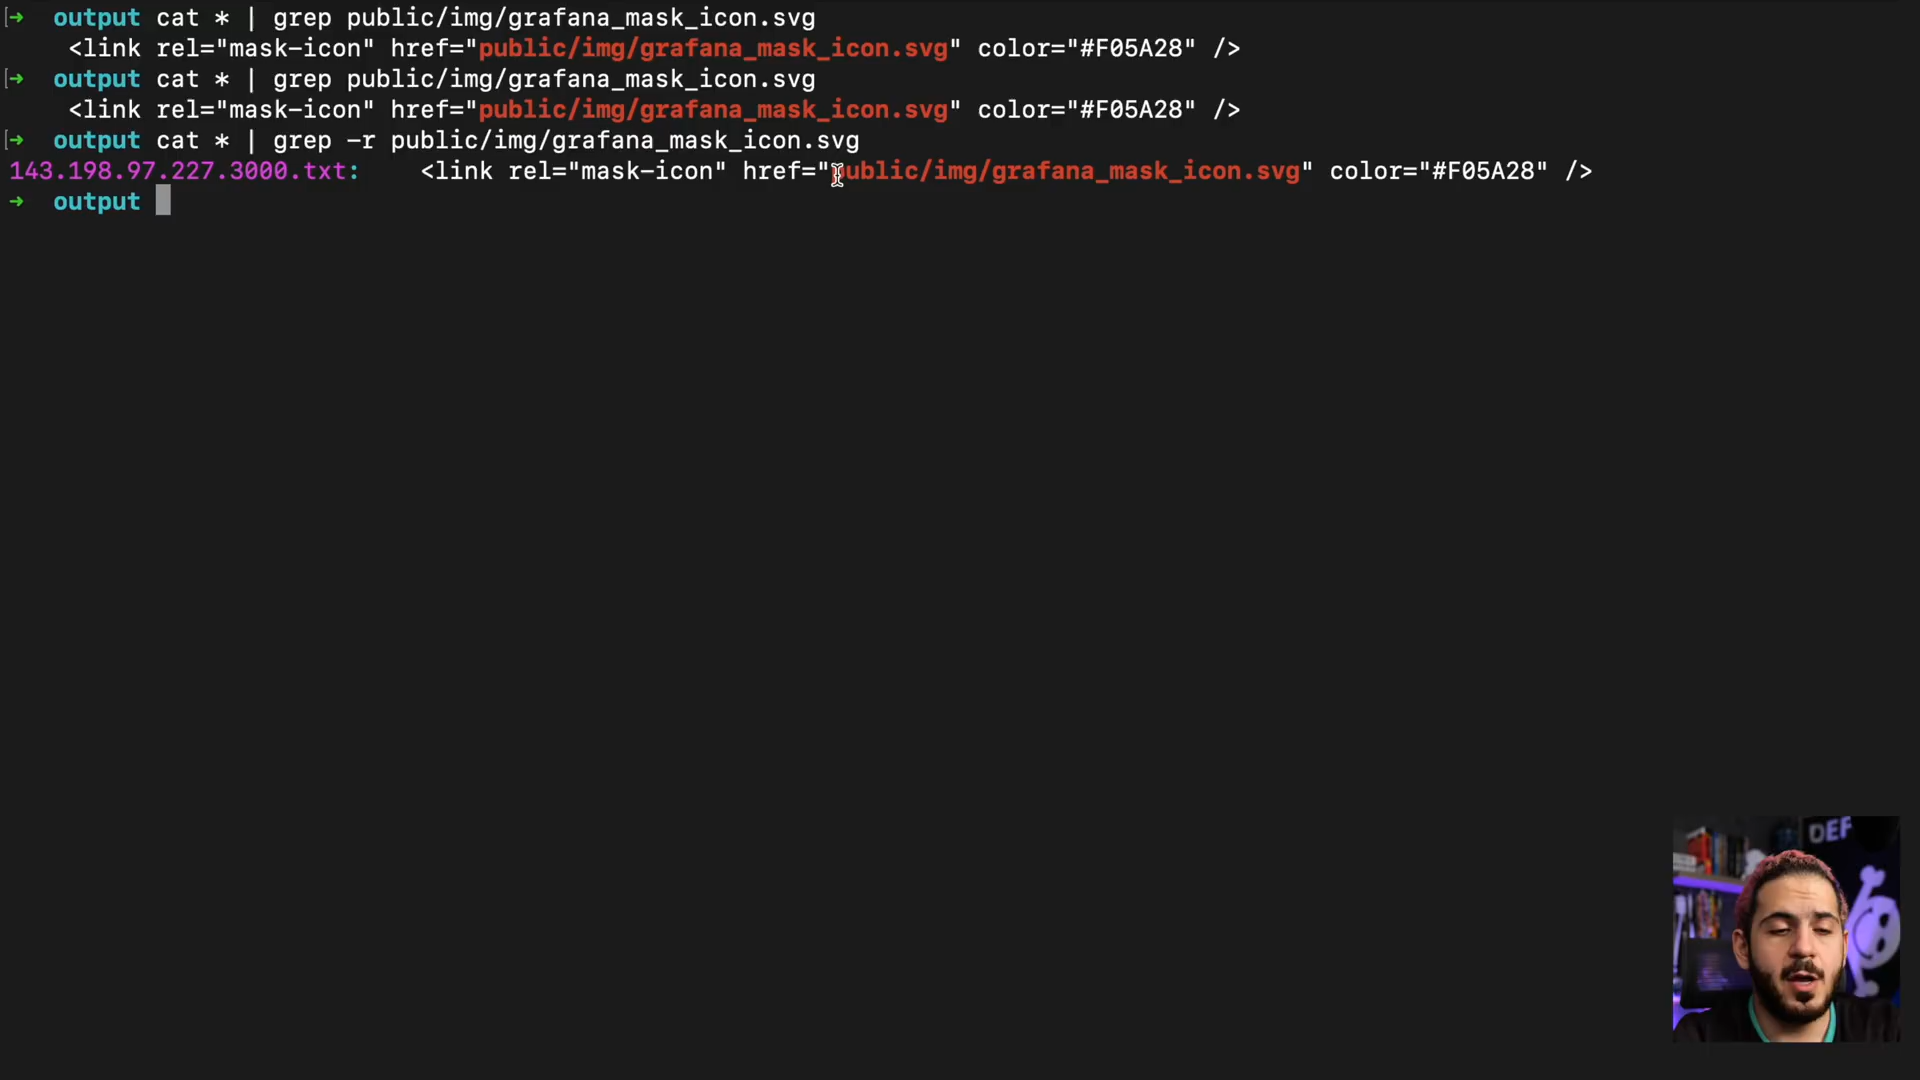 [➜ output cat * | grep public/img/grafana_mask_icon.svg
<link rel="mask-icon" href="public/img/grafana_mask_icon.svg" color="#F05A28" />
[➜ output cat * | grep public/img/grafana_mask_icon.svg
<link rel="mask-icon" href="public/img/grafana_mask_icon.svg" color="#F05A28" />
[➜ output cat * | grep -r public/img/grafana_mask_icon.svg
143.198.97.227.3000.txt: <link rel="mask-icon" href="public/img/grafana_mask_icon.svg" color="#F05A28" />
➜ output
DEF